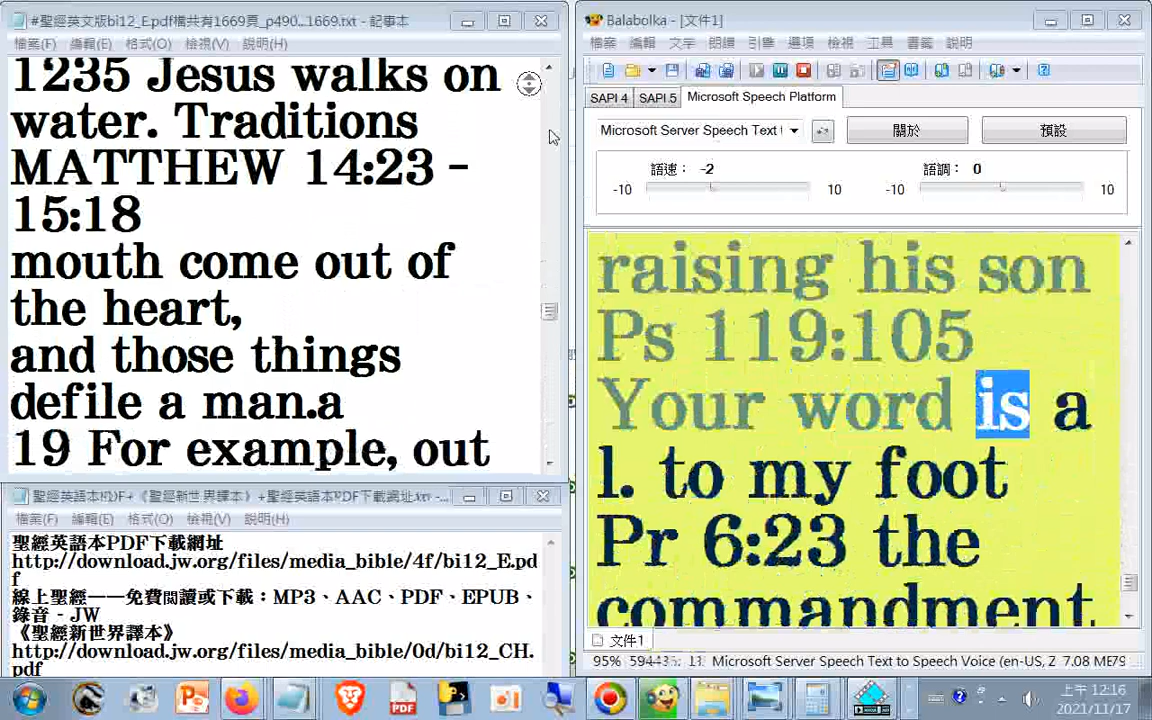 #聖經英文版bi12_E.pdf檔共有1669頁_p490...1669.txt - 記事本
檔案(F) 編輯(E) 格式(O) 檢視(V) 說明(H)
1235 Jesus walks on
water. Traditions
MATTHEW 14:23 -
15:18
mouth come out of
the heart,
and those things
defile a man.a
19 For example, out
聖經英語本PDF+《聖經新世界譯本》+聖經英語本PDF下載網址.txt - ...
檔案(F) 編輯(E) 格式(O) 檢視(V) 說明(H)
聖經英語本PDF下載網址
http://download.jw.org/files/media_bible/4f/bi12_E.pd
f
線上聖經——免費閱讀或下載：MP3、AAC、PDF、EPUB、
錄音 - JW
《聖經新世界譯本》
http://download.jw.org/files/media_bible/0d/bi12_CH.
pdf
Balabolka - [文件1]
檔案 編輯 文字 朗讀 引擎 選項 檢視 工具 書籤 說明
SAPI 4 SAPI 5 Microsoft Speech Platform
Microsoft Server Speech Text
關於 預設
語速： -2 語調： 0
-10 10 -10 10
raising his son
Ps 119:105
Your word is a
l. to my foot
Pr 6:23 the
commandment
文件1
95% Microsoft Server Speech Text to Speech Voice (en-US, Z 7.08
上午 12:16
2021/11/17